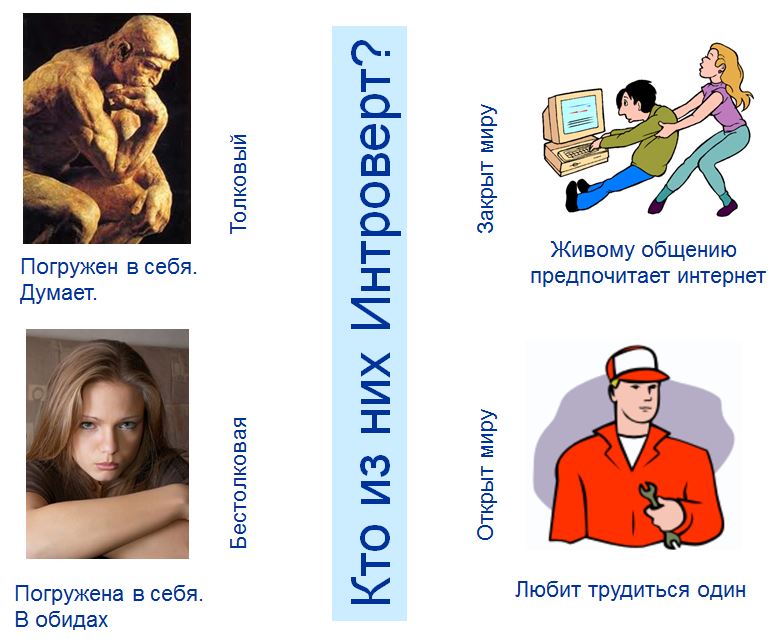 Погружен в себя.
Думает.
Толковый
Погружена в себя.
В обидах
Бестолковая
Кто из них Интроверт?
Закрыт миру
Живому общению
предпочитает интернет
Открыт миру
Любит трудиться один